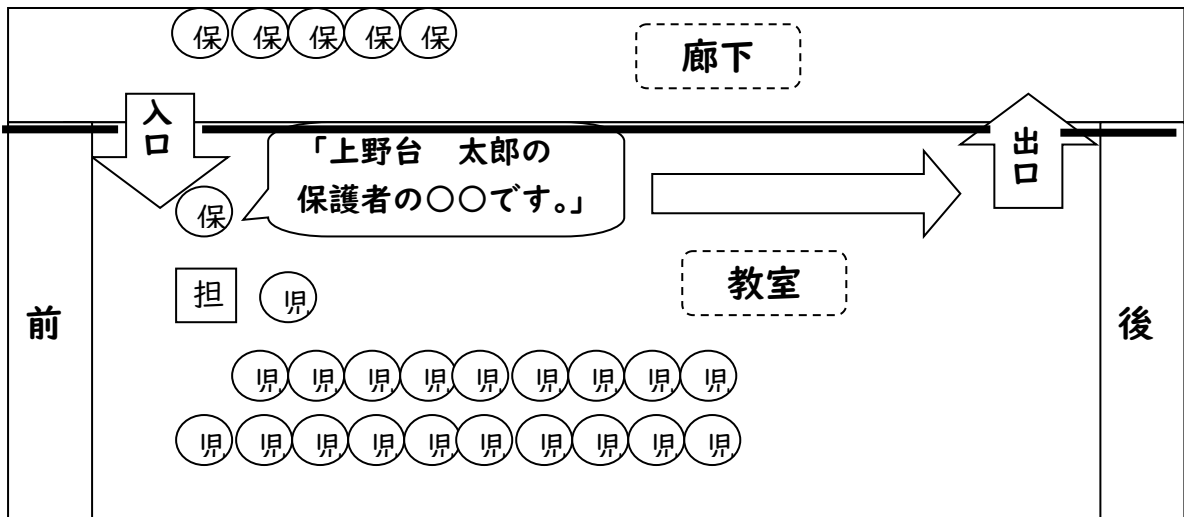 保 保 保 保 保
廊下
入口
「上野台　太郎の
保護者の〇〇です。」
出口
保
教室
担 児
前
後
児 児 児 児 児 児 児 児 児
児 児 児 児 児 児 児 児 児 児